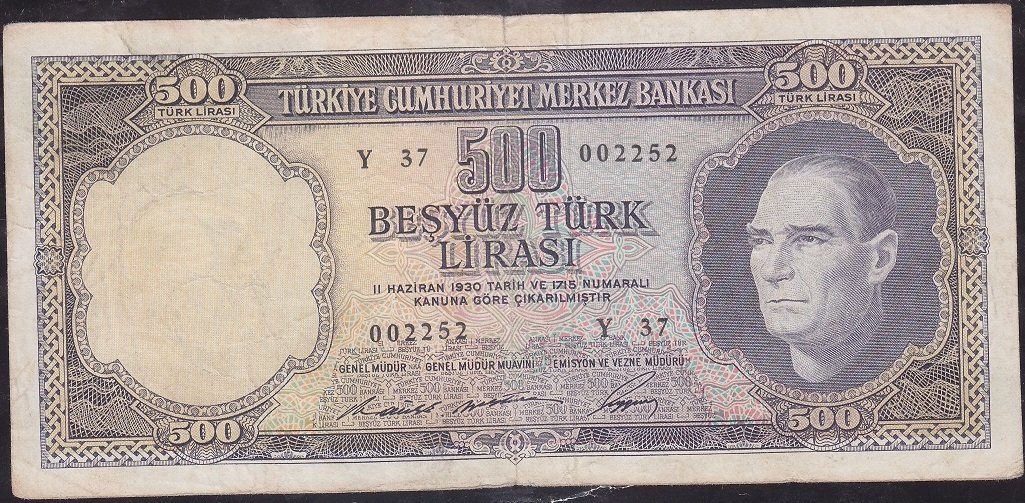 500 TÜRK LİRASI
TÜRKİYE CUMHURİYET MERKEZ BANKASI
500 TÜRK LİRASI
Y 37 500 002252
BEŞYÜZ TÜRK
LİRASI
11 HAZİRAN 1930 TARİH VE 1715 NUMARALI
KANUNA GÖRE ÇIKARILMIŞTIR
002252 Y 37
GENEL MÜDÜR GENEL MÜDÜR MUAVİNİ EMİSYON VE VEZNE MÜDÜRÜ
500 500